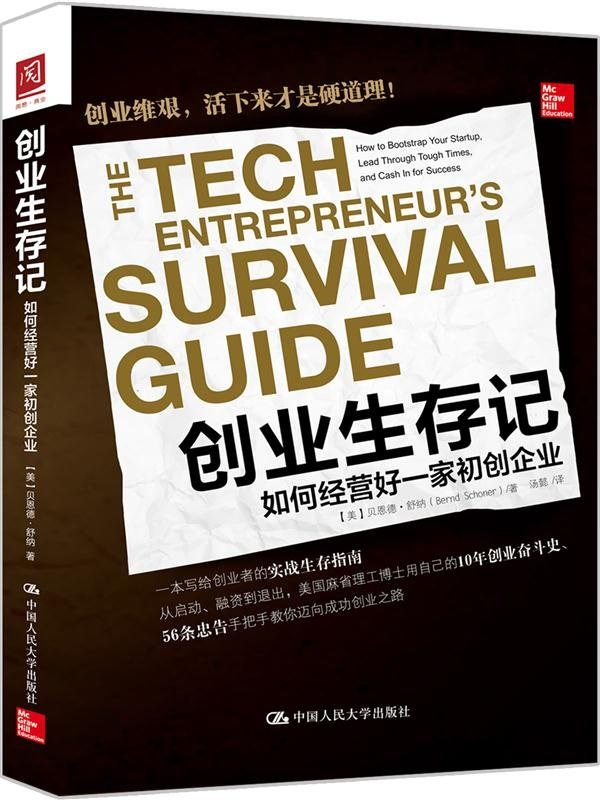 阅
阅想·商业
创业生存记
如何经营好一家初创企业
【美】贝恩德·舒纳 著
中国人民大学出版社
Mc
Graw
Hill
Education
创业维艰，活下来才是硬道理！
Mc
Graw
Hill
Education
How to Bootstrap Your Startup,
Lead Through Tough Times,
and Cash In for Success
THE TECH
ENTREPRENEUR'S
SURVIVAL
GUIDE
创业生存记
如何经营好一家初创企业
【美】贝恩德·舒纳（Bernd Schoner）/著 汤懿 /译
一本写给创业者的实战生存指南
从启动、融资到退出，美国麻省理工博士用自己的10年创业奋斗史、
56条忠告手把手教你迈向成功创业之路
中国人民大学出版社